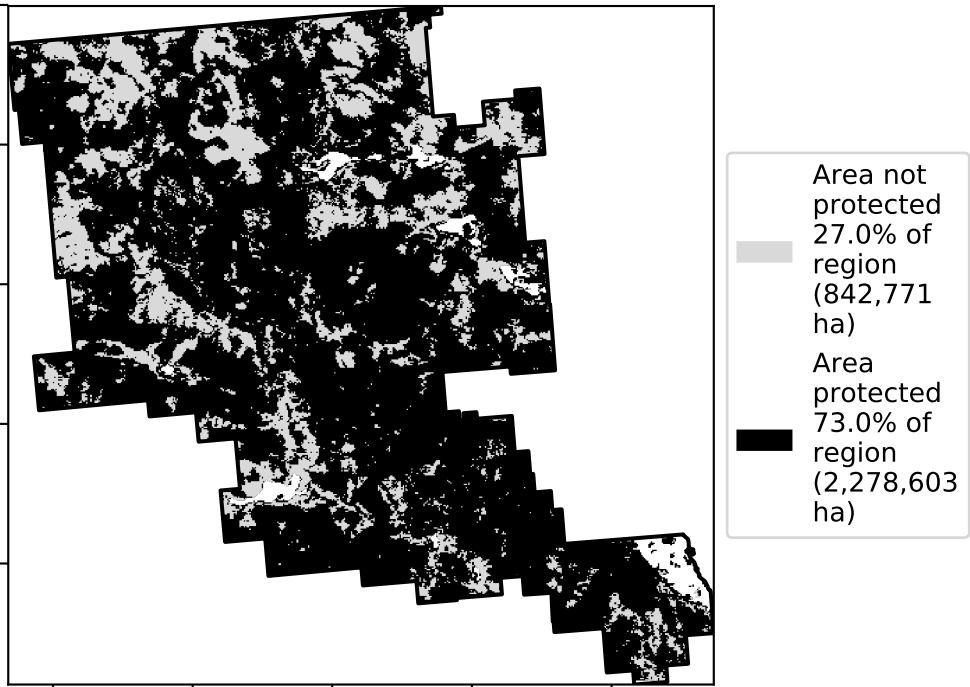 Area not
protected
27.0% of
region
(842,771
ha)
Area
protected
73.0% of
region
(2,278,603
ha)